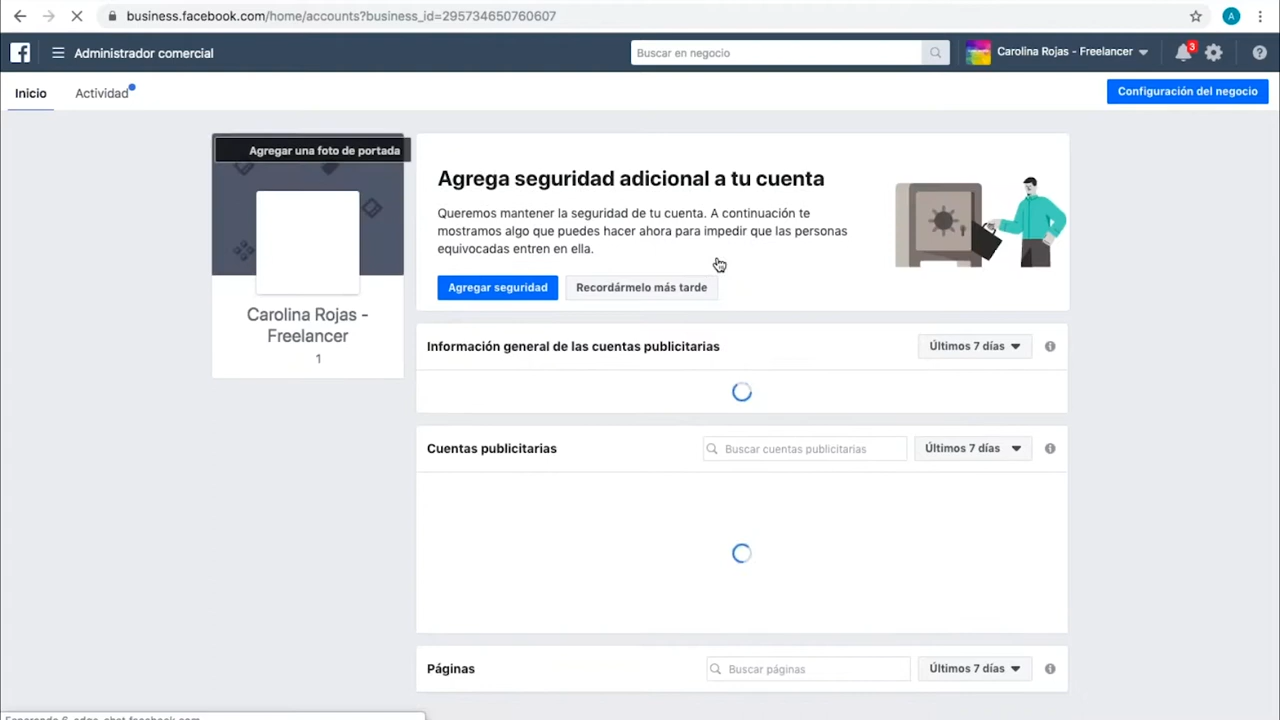 business.facebook.com/home/accounts?business_id=295734650760607
A
f
Administrador comercial
Buscar en negocio
Carolina Rojas - Freelancer
3
?
Inicio
Actividad
Configuración del negocio
Agregar una foto de portada
Carolina Rojas -
Freelancer
1
Agrega seguridad adicional a tu cuenta
Queremos mantener la seguridad de tu cuenta. A continuación te
mostramos algo que puedes hacer ahora para impedir que las personas
equivocadas entren en ella.
Agregar seguridad
Recordármelo más tarde
Información general de las cuentas publicitarias
Últimos 7 días
Cuentas publicitarias
Buscar cuentas publicitarias
Últimos 7 días
Páginas
Buscar páginas
Últimos 7 días